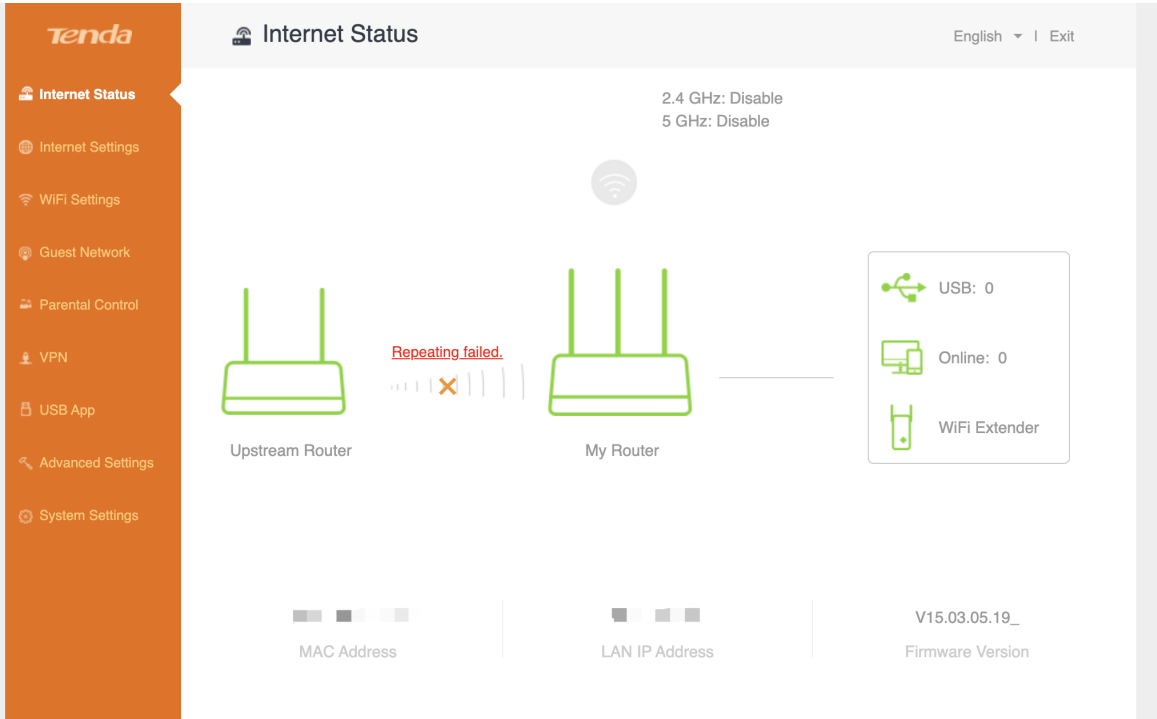 Tenda
Internet Status
English | Exit
Internet Status
Internet Settings
WiFi Settings
Guest Network
Parental Control
VPN
USB App
Advanced Settings
System Settings
2.4 GHz: Disable
5 GHz: Disable
Repeating failed.
Upstream Router
My Router
USB: 0
Online: 0
WiFi Extender
MAC Address
LAN IP Address
V15.03.05.19_
Firmware Version